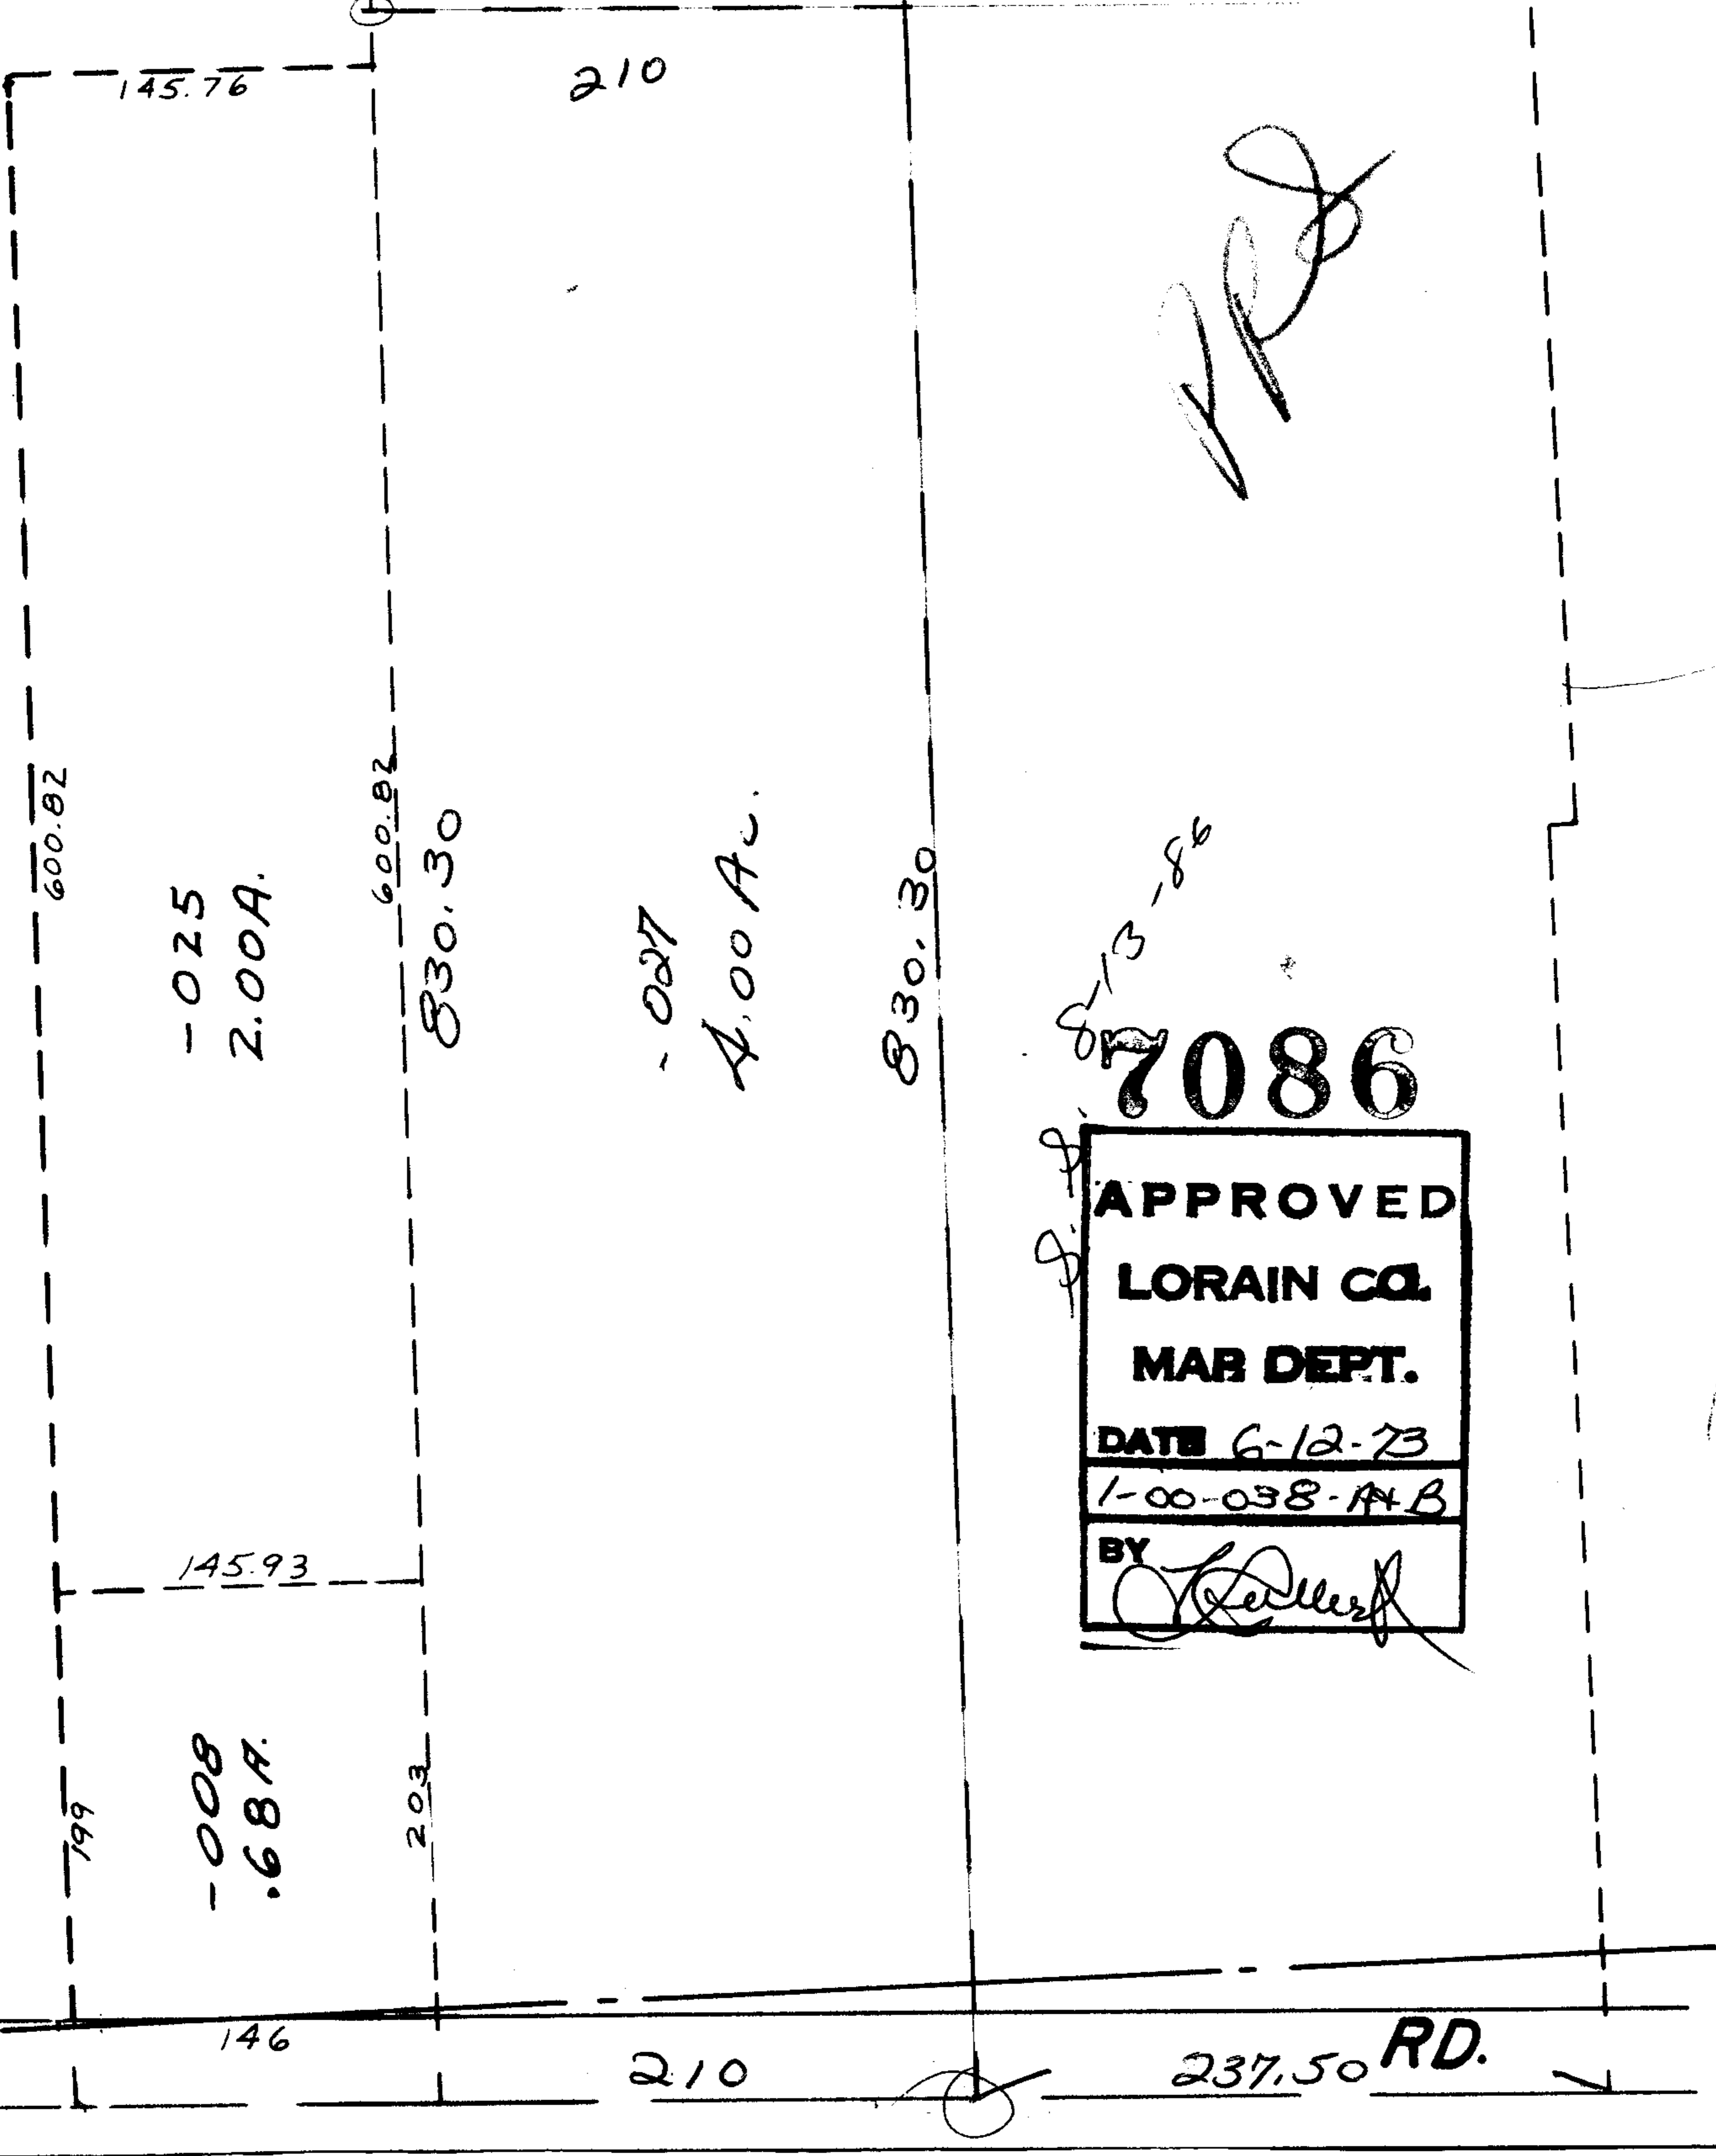 145.76
210
600.82
-025
2.00A.
600.82
830.30
-027
4.00 Ac.
830.30
8-13-86
7086
APPROVED
LORAIN CO.
MAP DEPT.
DATE 6-12-73
1-00-038-A+B
BY
145.93
199
-008
.68A.
203
146
210
237.50
RD.